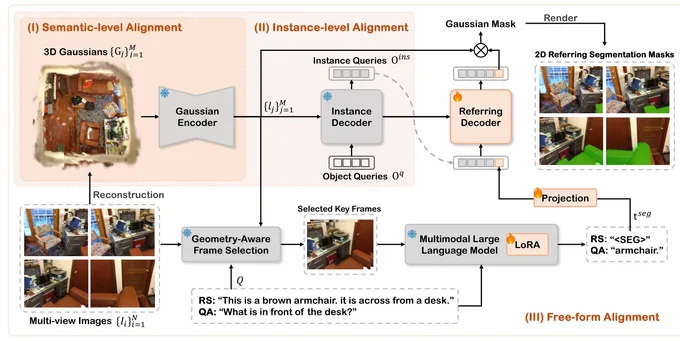 (I) Semantic-level Alignment
(II) Instance-level Alignment
3D Gaussians {G_i}_{i=1}^M
Gaussian
Encoder
{l_j}_{j=1}^M
Instance Queries O^{ins}
Instance
Decoder
Object Queries O^q
Gaussian Mask
Referring
Decoder
Render
2D Referring Segmentation Masks
Reconstruction
Multi-view Images {I_i}_{i=1}^N
Geometry-Aware
Frame Selection
Q
Selected Key Frames
Multimodal Large
Language Model
LoRA
Projection
t^{seg}
RS: “<SEG>”
QA: “armchair.”
RS: “This is a brown armchair. it is across from a desk.”
QA: “What is in front of the desk?”
(III) Free-form Alignment